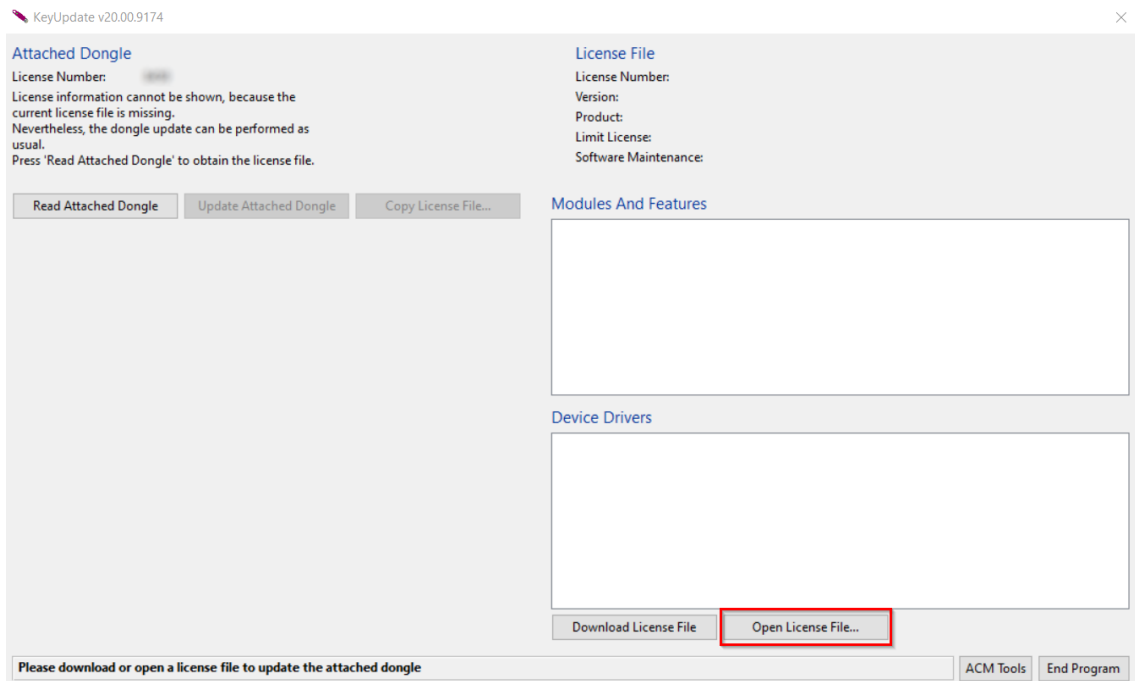 KeyUpdate v20.00.9174
Attached Dongle
License Number:
License information cannot be shown, because the
current license file is missing.
Nevertheless, the dongle update can be performed as
usual.
Press 'Read Attached Dongle' to obtain the license file.
Read Attached Dongle
Update Attached Dongle
Copy License File...
License File
License Number:
Version:
Product:
Limit License:
Software Maintenance:
Modules And Features
Device Drivers
Download License File
Open License File...
Please download or open a license file to update the attached dongle
ACM Tools
End Program